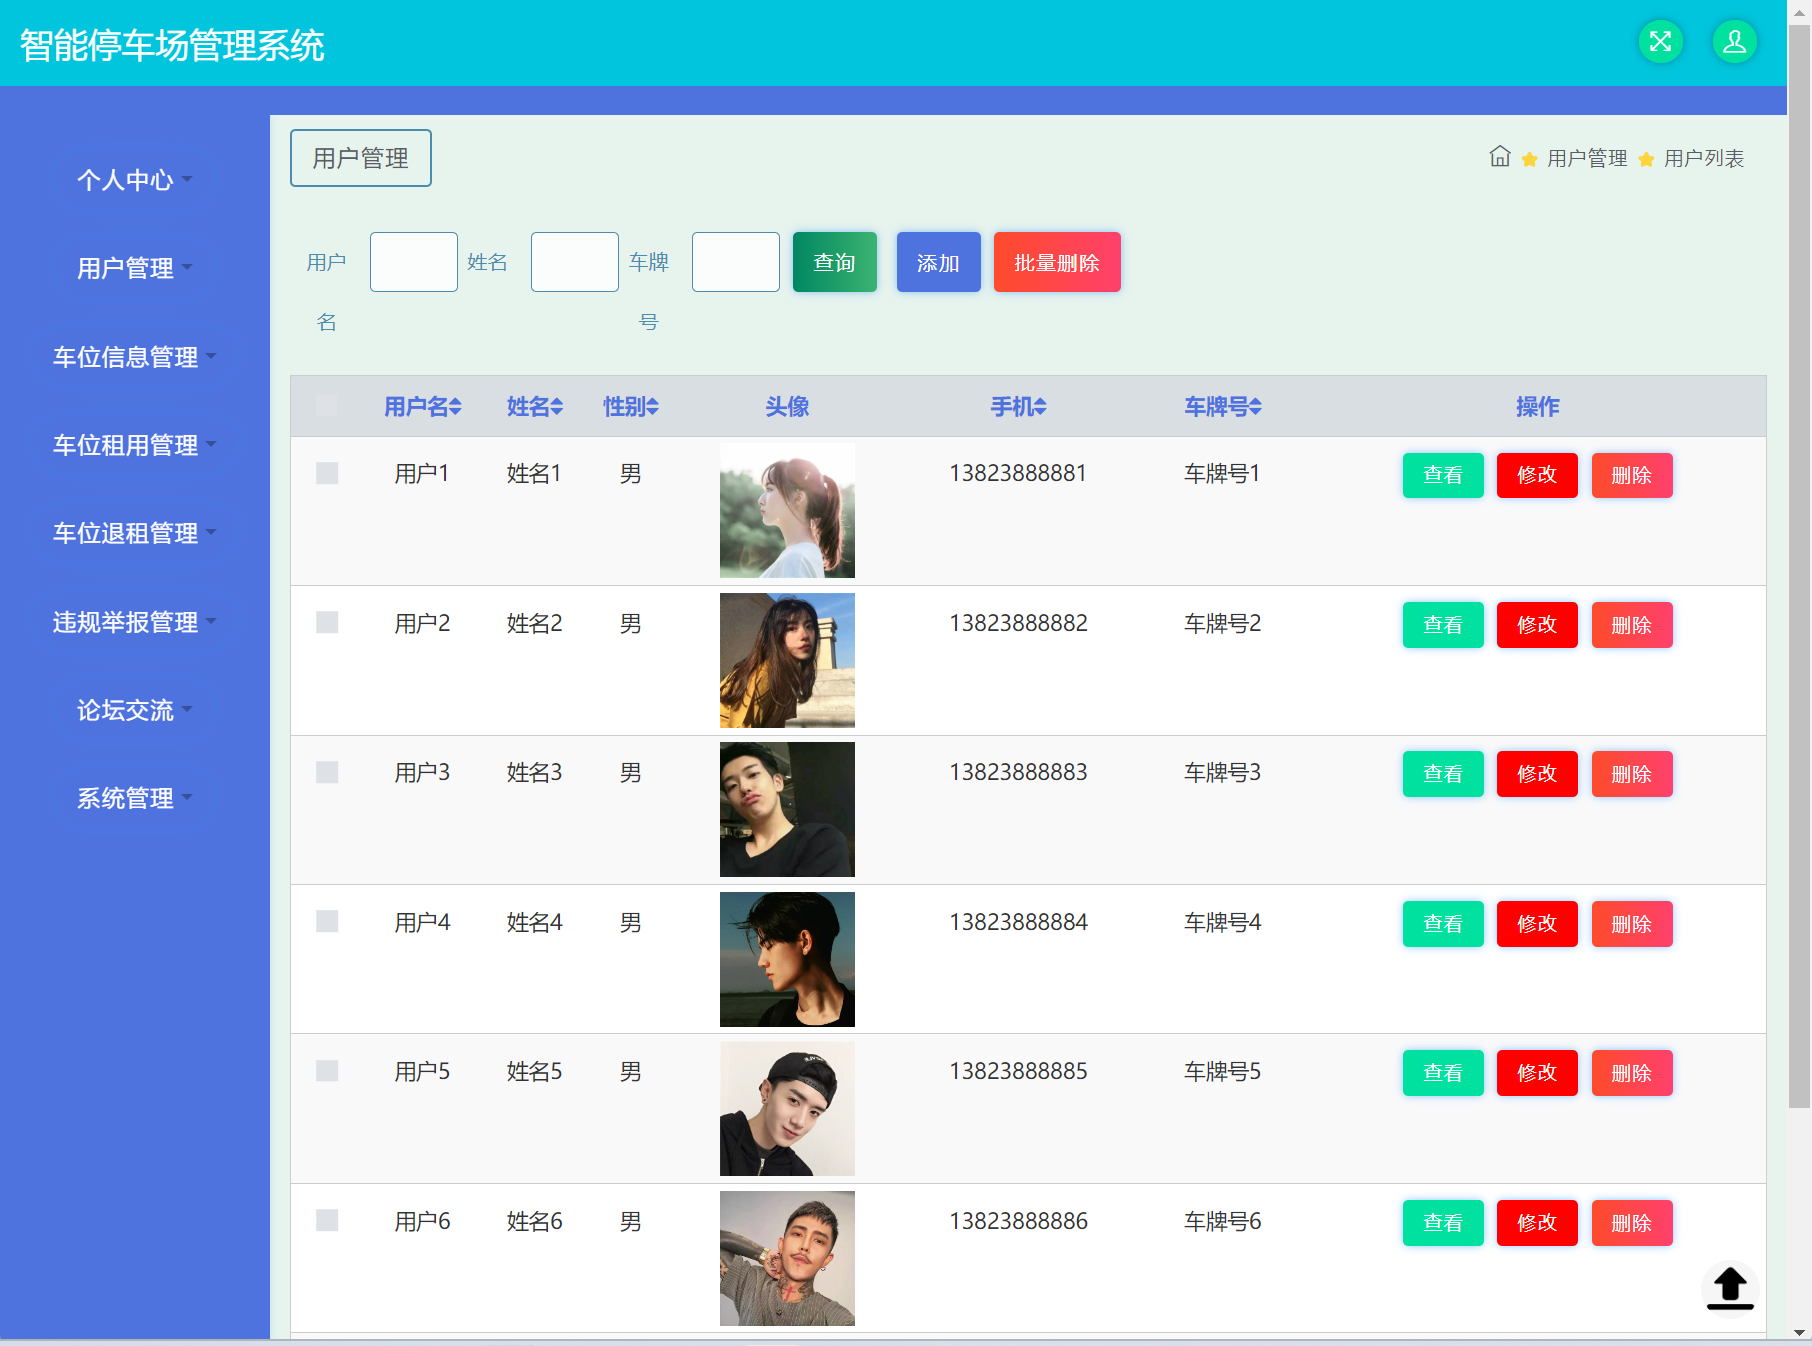 智能停车场管理系统
个人中心
用户管理
车位信息管理
车位租用管理
车位退租管理
违规举报管理
论坛交流
系统管理
用户管理
用户管理 用户列表
用户名 姓名 车牌号 查询 添加 批量删除
用户名 姓名 性别 头像 手机 车牌号 操作
用户1 姓名1 男 13823888881 车牌号1 查看 修改 删除
用户2 姓名2 男 13823888882 车牌号2 查看 修改 删除
用户3 姓名3 男 13823888883 车牌号3 查看 修改 删除
用户4 姓名4 男 13823888884 车牌号4 查看 修改 删除
用户5 姓名5 男 13823888885 车牌号5 查看 修改 删除
用户6 姓名6 男 13823888886 车牌号6 查看 修改 删除